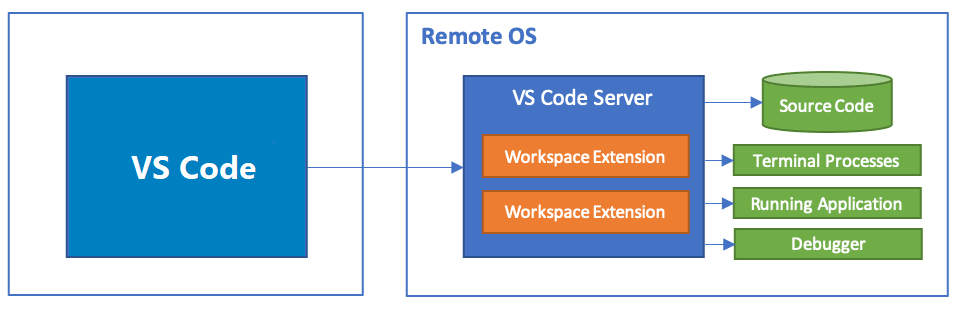 Remote OS
VS Code
VS Code Server
Workspace Extension
Workspace Extension
Source Code
Terminal Processes
Running Application
Debugger